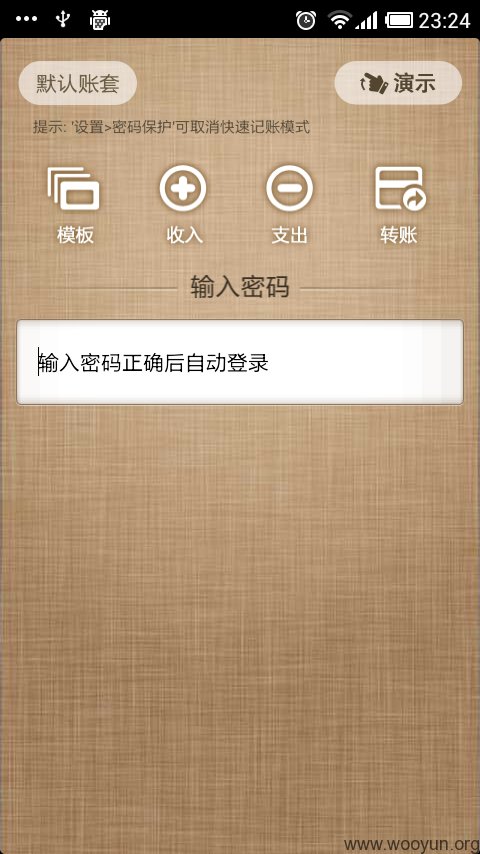 23:24
默认账套 演示
提示: '设置>密码保护'可取消快速记账模式
模板 收入 支出 转账
输入密码
输入密码正确后自动登录
www.wooyun.org